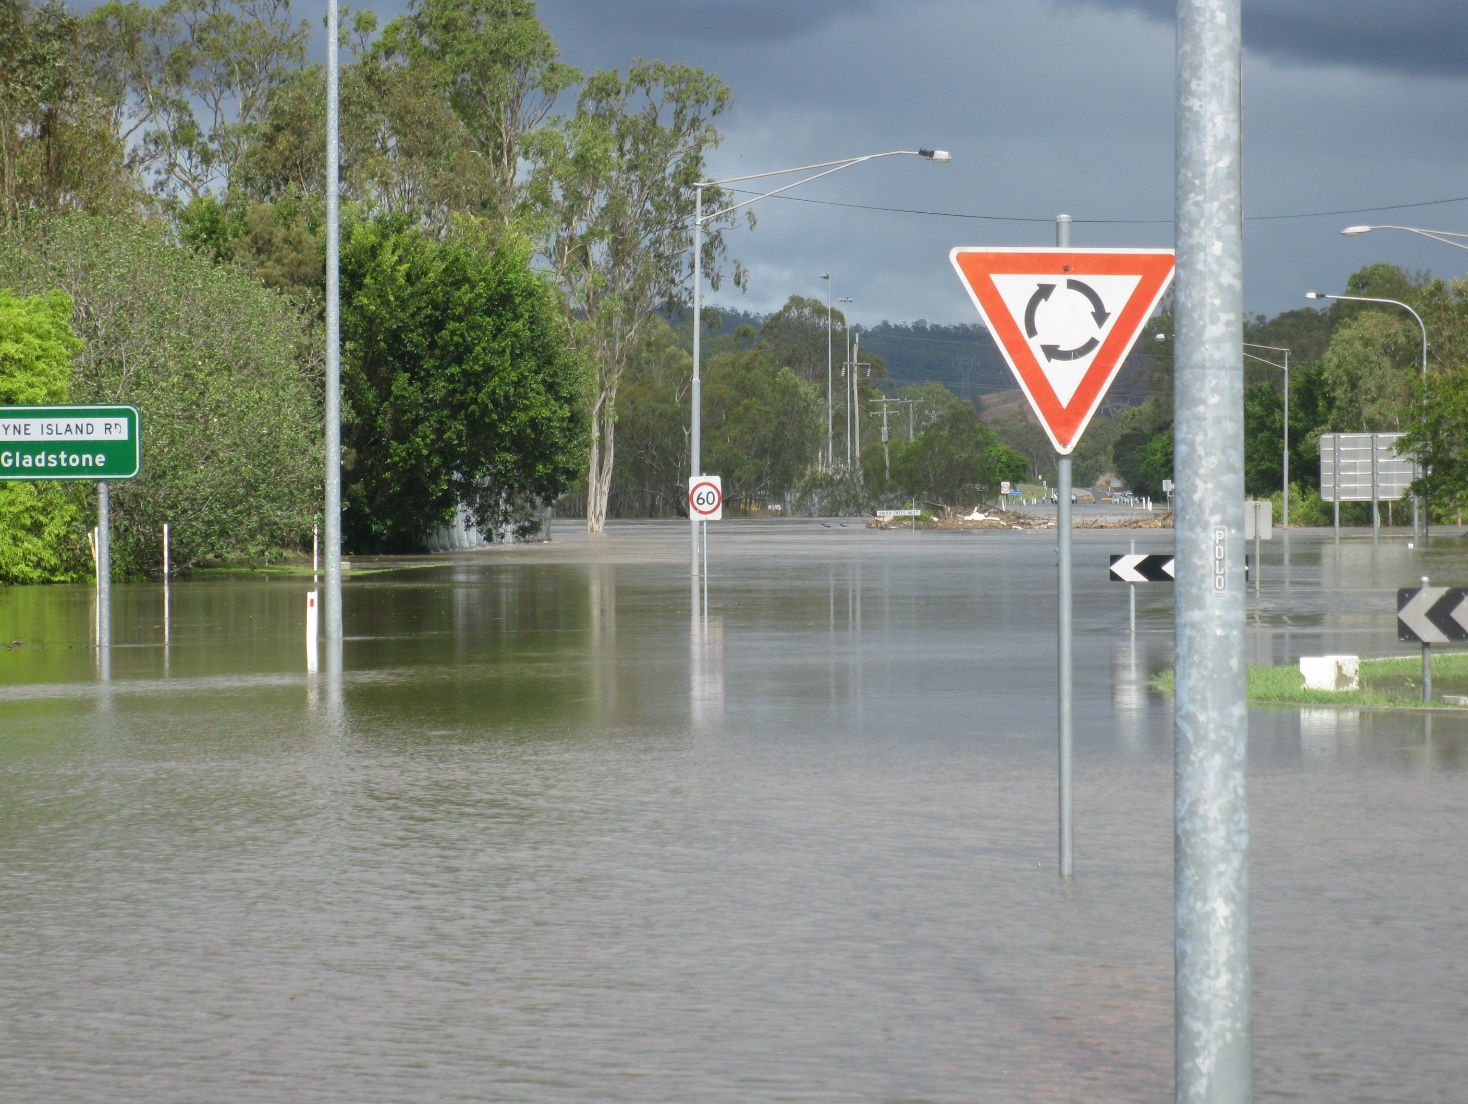 YNE ISLAND RD
Gladstone
60
POLO